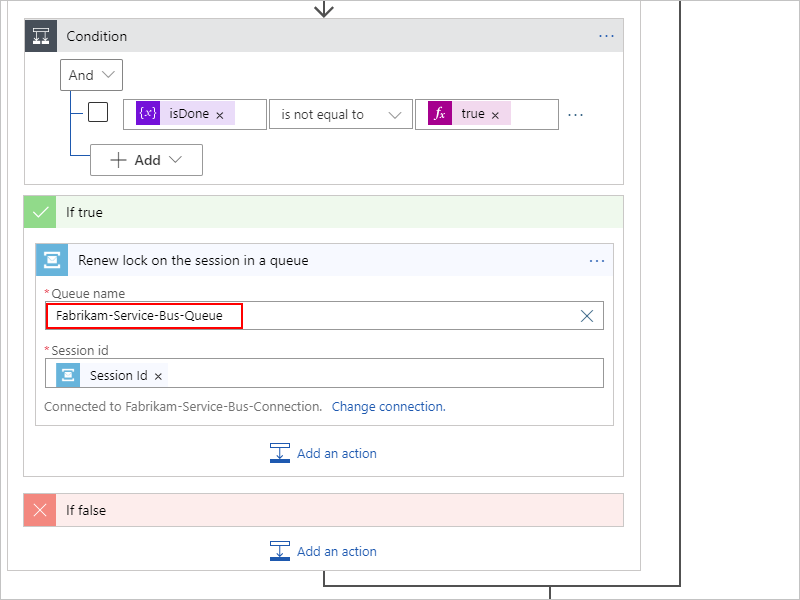 Condition
And
{x} isDone × is not equal to fx true ×
Add
If true
Renew lock on the session in a queue
* Queue name
Fabrikam-Service-Bus-Queue
* Session id
Session Id ×
Connected to Fabrikam-Service-Bus-Connection. Change connection.
Add an action
If false
Add an action